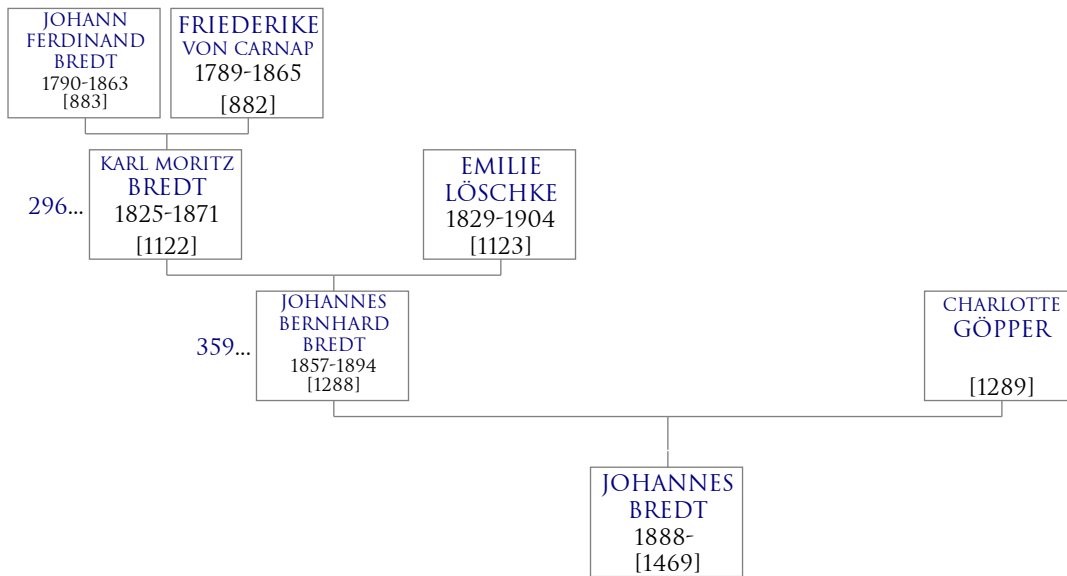 JOHANN
FERDINAND
BREDT
1790-1863
[883]
FRIEDERIKE
VON CARNAP
1789-1865
[882]
296...
KARL MORITZ
BREDT
1825-1871
[1122]
EMILIE
LÖSCHKE
1829-1904
[1123]
359...
JOHANNES
BERNHARD
BREDT
1857-1894
[1288]
CHARLOTTE
GÖPPER
[1289]
JOHANNES
BREDT
1888-
[1469]